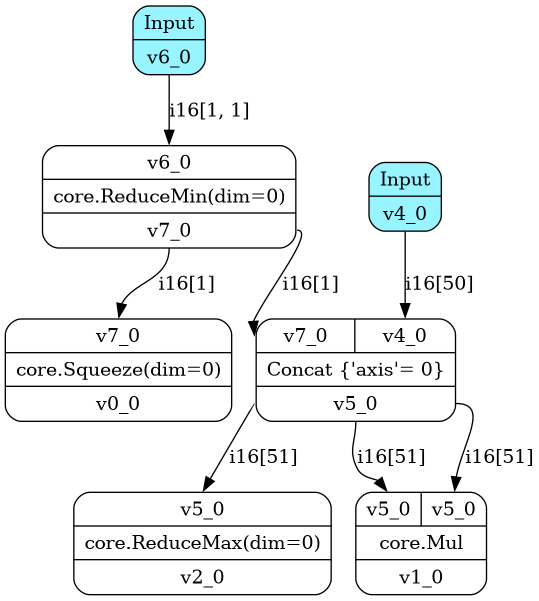 Input
v6_0
i16[1, 1]
v6_0
core.ReduceMin(dim=0)
v7_0
Input
v4_0
i16[1]
i16[1]
i16[50]
v7_0
core.Squeeze(dim=0)
v0_0
v7_0 v4_0
Concat {'axis'= 0}
v5_0
i16[51]
i16[51]
i16[51]
v5_0
core.ReduceMax(dim=0)
v2_0
v5_0 v5_0
core.Mul
v1_0